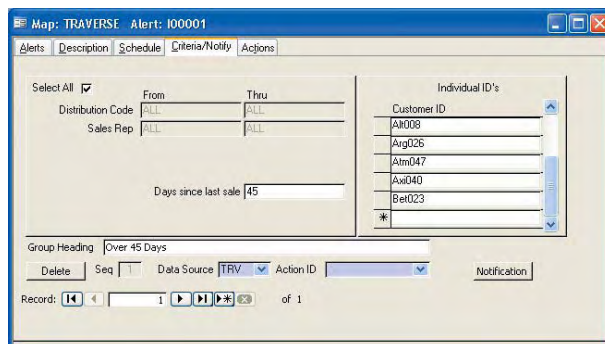 Map: TRAVERSE Alert: I00001
Alerts Description Schedule Criteria/Notify Actions
Select All
From Thru
Distribution Code ALL ALL
Sales Rep ALL ALL
Days since last sale 45
Individual ID's
Customer ID
Alt008
Arg026
Atm047
Axi040
Bet023
*
Group Heading Over 45 Days
Delete Seq 1 Data Source TRV Action ID Notification
Record: 1 of 1